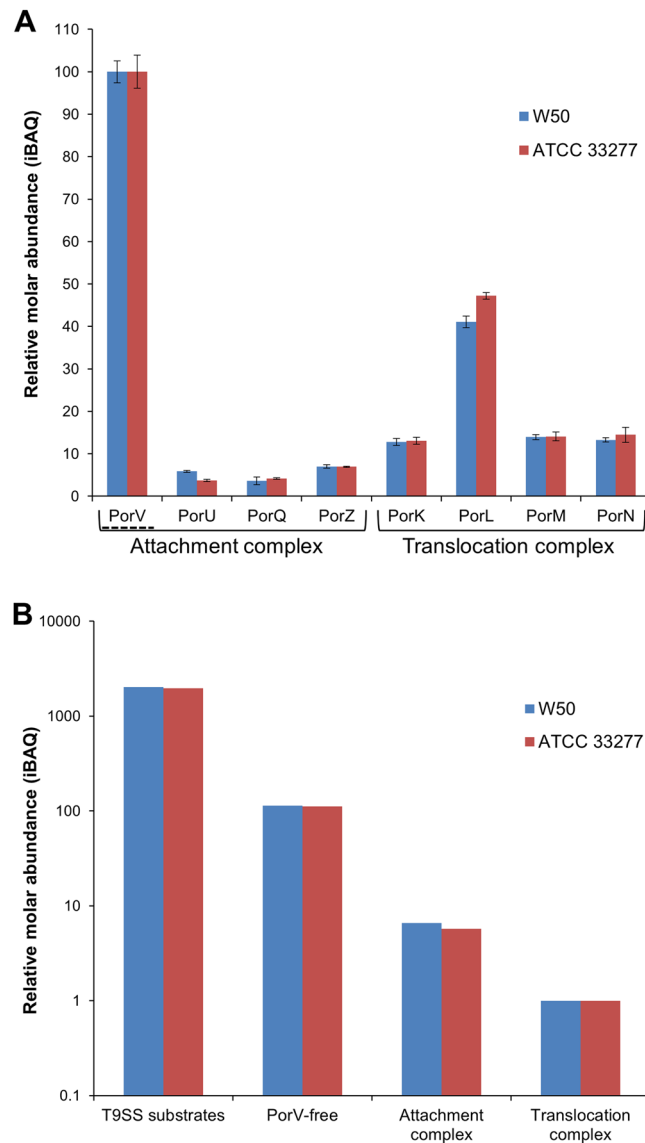 A
Relative molar abundance (iBAQ)
110
100
90
80
70
60
50
40
30
20
10
0
W50
ATCC 33277
PorV PorU PorQ PorZ PorK PorL PorM PorN
Attachment complex Translocation complex
B
Relative molar abundance (iBAQ)
10000
1000
100
10
1
0.1
W50
ATCC 33277
T9SS substrates PorV-free Attachment Translocation
complex complex